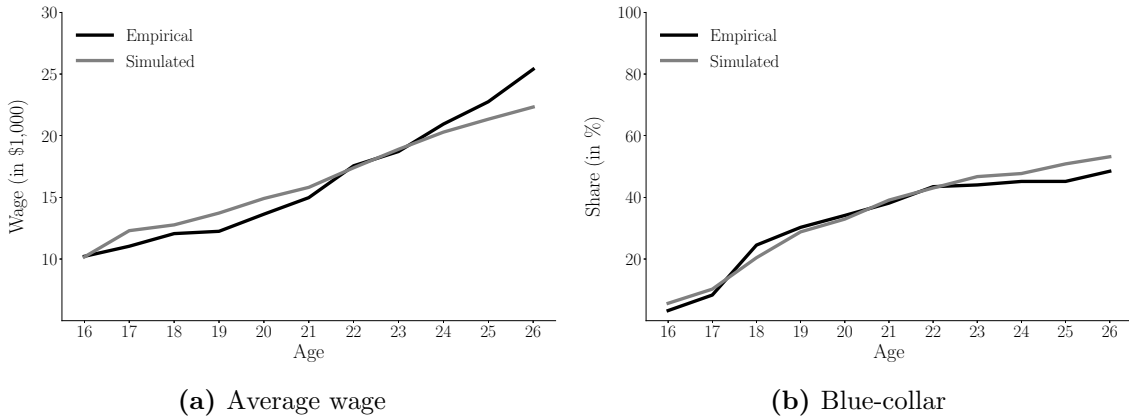 30
25
20
15
10
Wage (in $1,000)
Empirical
Simulated
16 17 18 19 20 21 22 23 24 25 26
Age
(a) Average wage
100
80
60
40
20
Share (in %)
Empirical
Simulated
16 17 18 19 20 21 22 23 24 25 26
Age
(b) Blue-collar